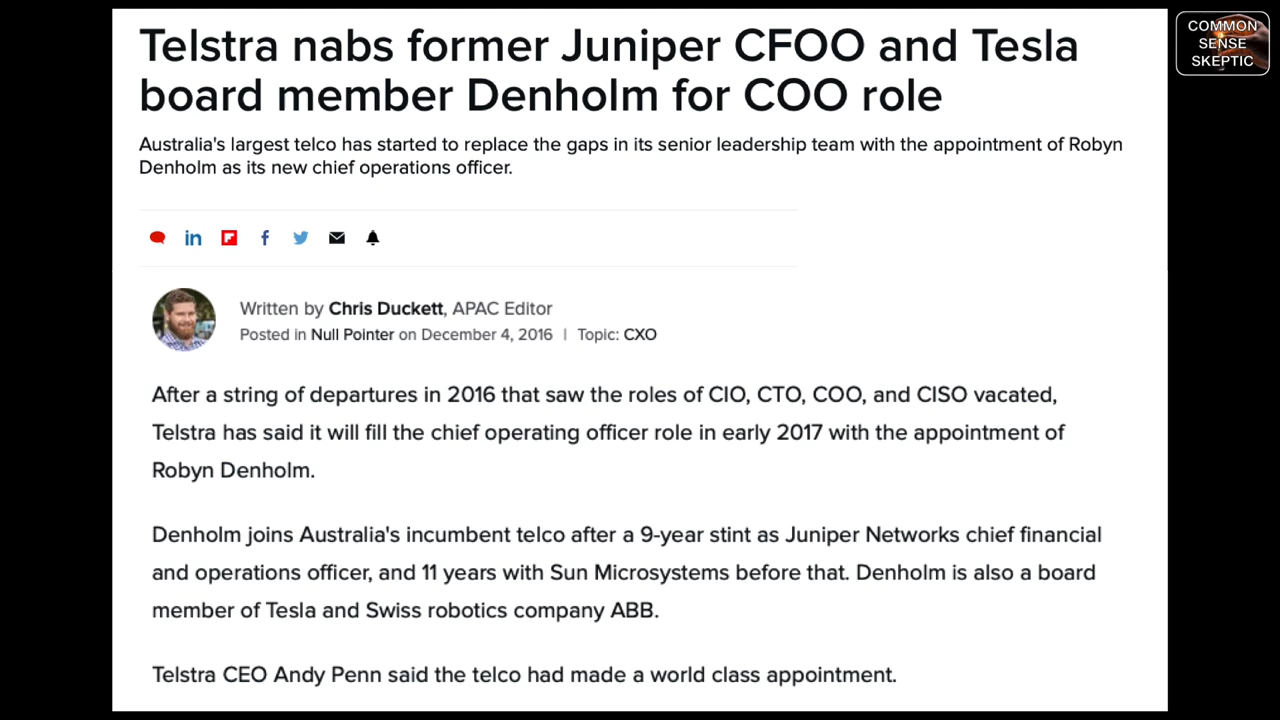 Telstra nabs former Juniper CFOO and Tesla
board member Denholm for COO role
COMMON
SENSE
SKEPTIC
Australia's largest telco has started to replace the gaps in its senior leadership team with the appointment of Robyn
Denholm as its new chief operations officer.
in
f
Written by Chris Duckett, APAC Editor
Posted in Null Pointer on December 4, 2016 | Topic: CXO
After a string of departures in 2016 that saw the roles of CIO, CTO, COO, and CISO vacated,
Telstra has said it will fill the chief operating officer role in early 2017 with the appointment of
Robyn Denholm.
Denholm joins Australia's incumbent telco after a 9-year stint as Juniper Networks chief financial
and operations officer, and 11 years with Sun Microsystems before that. Denholm is also a board
member of Tesla and Swiss robotics company ABB.
Telstra CEO Andy Penn said the telco had made a world class appointment.